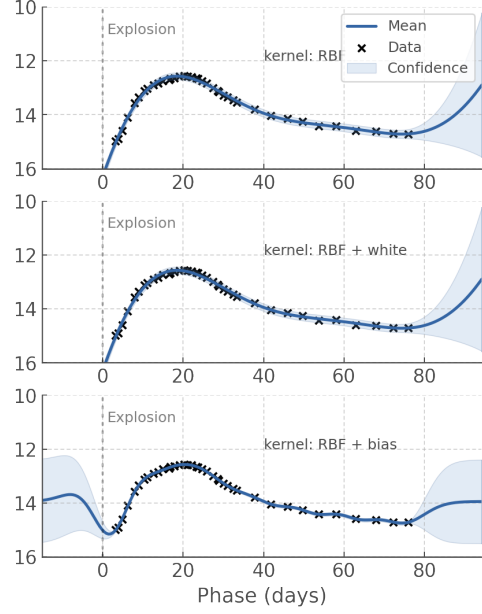 10
Explosion
Mean
Data
Confidence
12
kernel: RBF
14
16
0
20
40
60
80
10
Explosion
12
kernel: RBF + white
14
16
0
20
40
60
80
10
Explosion
12
kernel: RBF + bias
14
16
0
20
40
60
80
Phase (days)